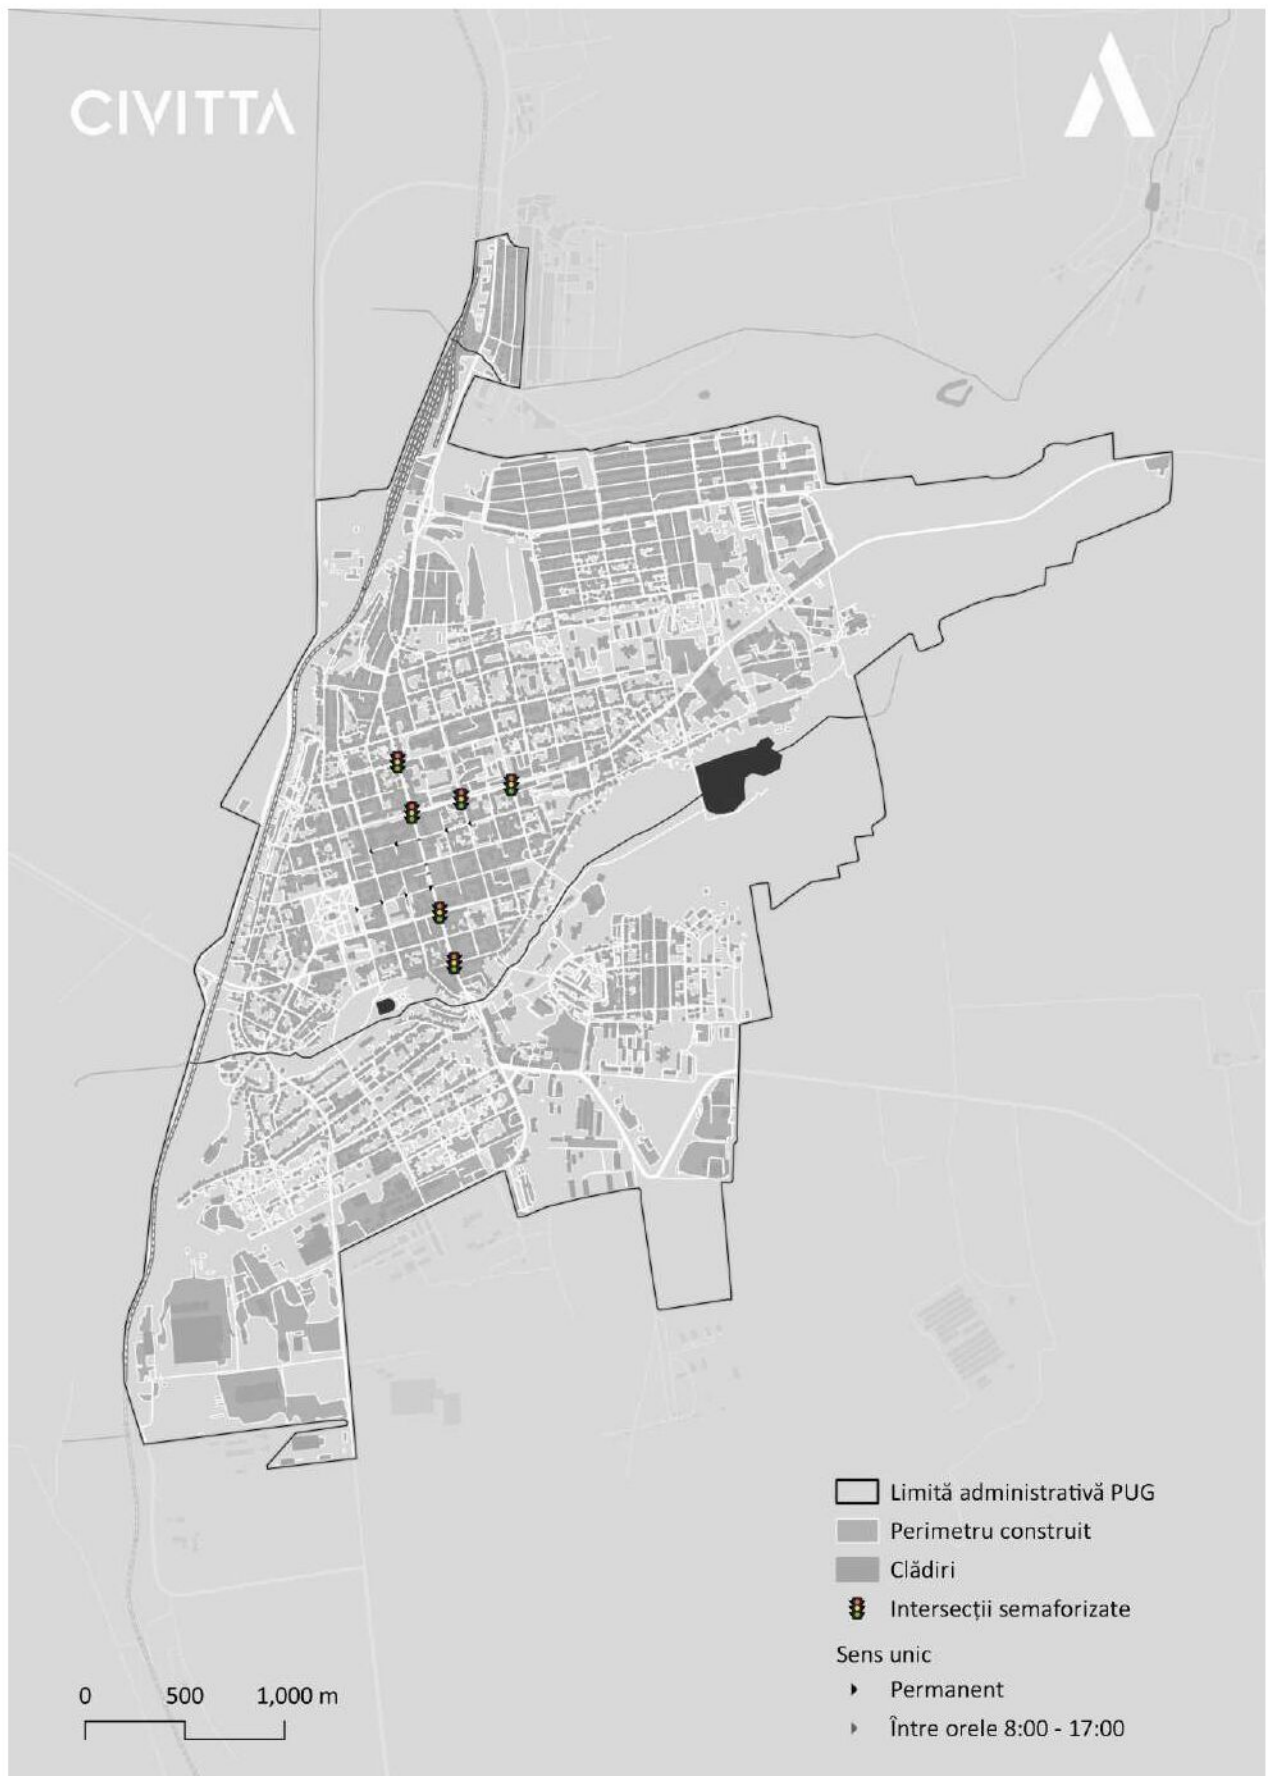 CIVITTA
Limită administrativă PUG
Perimetru construit
Clădiri
Intersecții semaforizate
Sens unic
Permanent
Între orele 8:00 - 17:00
0 500 1,000 m